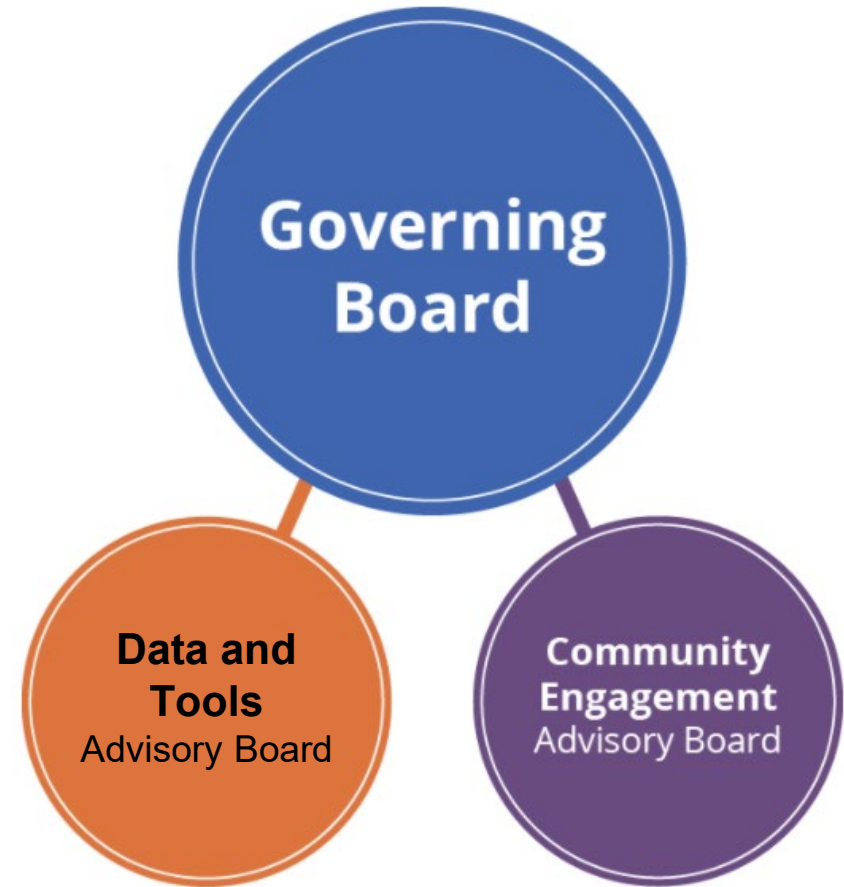 Governing
Board
Data and
Tools
Advisory Board
Community
Engagement
Advisory Board